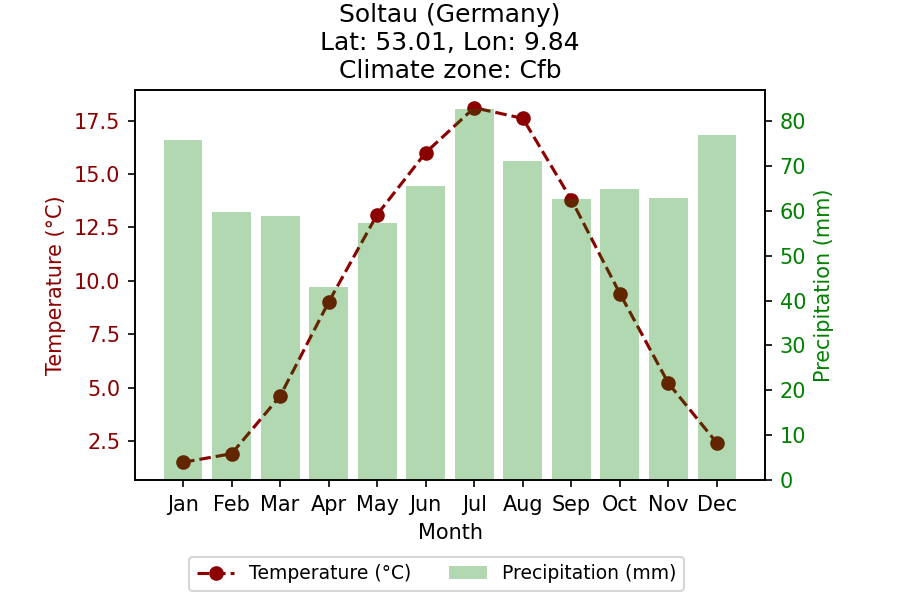 Soltau (Germany)
Lat: 53.01, Lon: 9.84
Climate zone: Cfb
17.5
15.0
12.5
10.0
7.5
5.0
2.5
Temperature (°C)
80
70
60
50
40
30
20
10
0
Precipitation (mm)
Jan Feb Mar Apr May Jun Jul Aug Sep Oct Nov Dec
Month
Temperature (°C) Precipitation (mm)